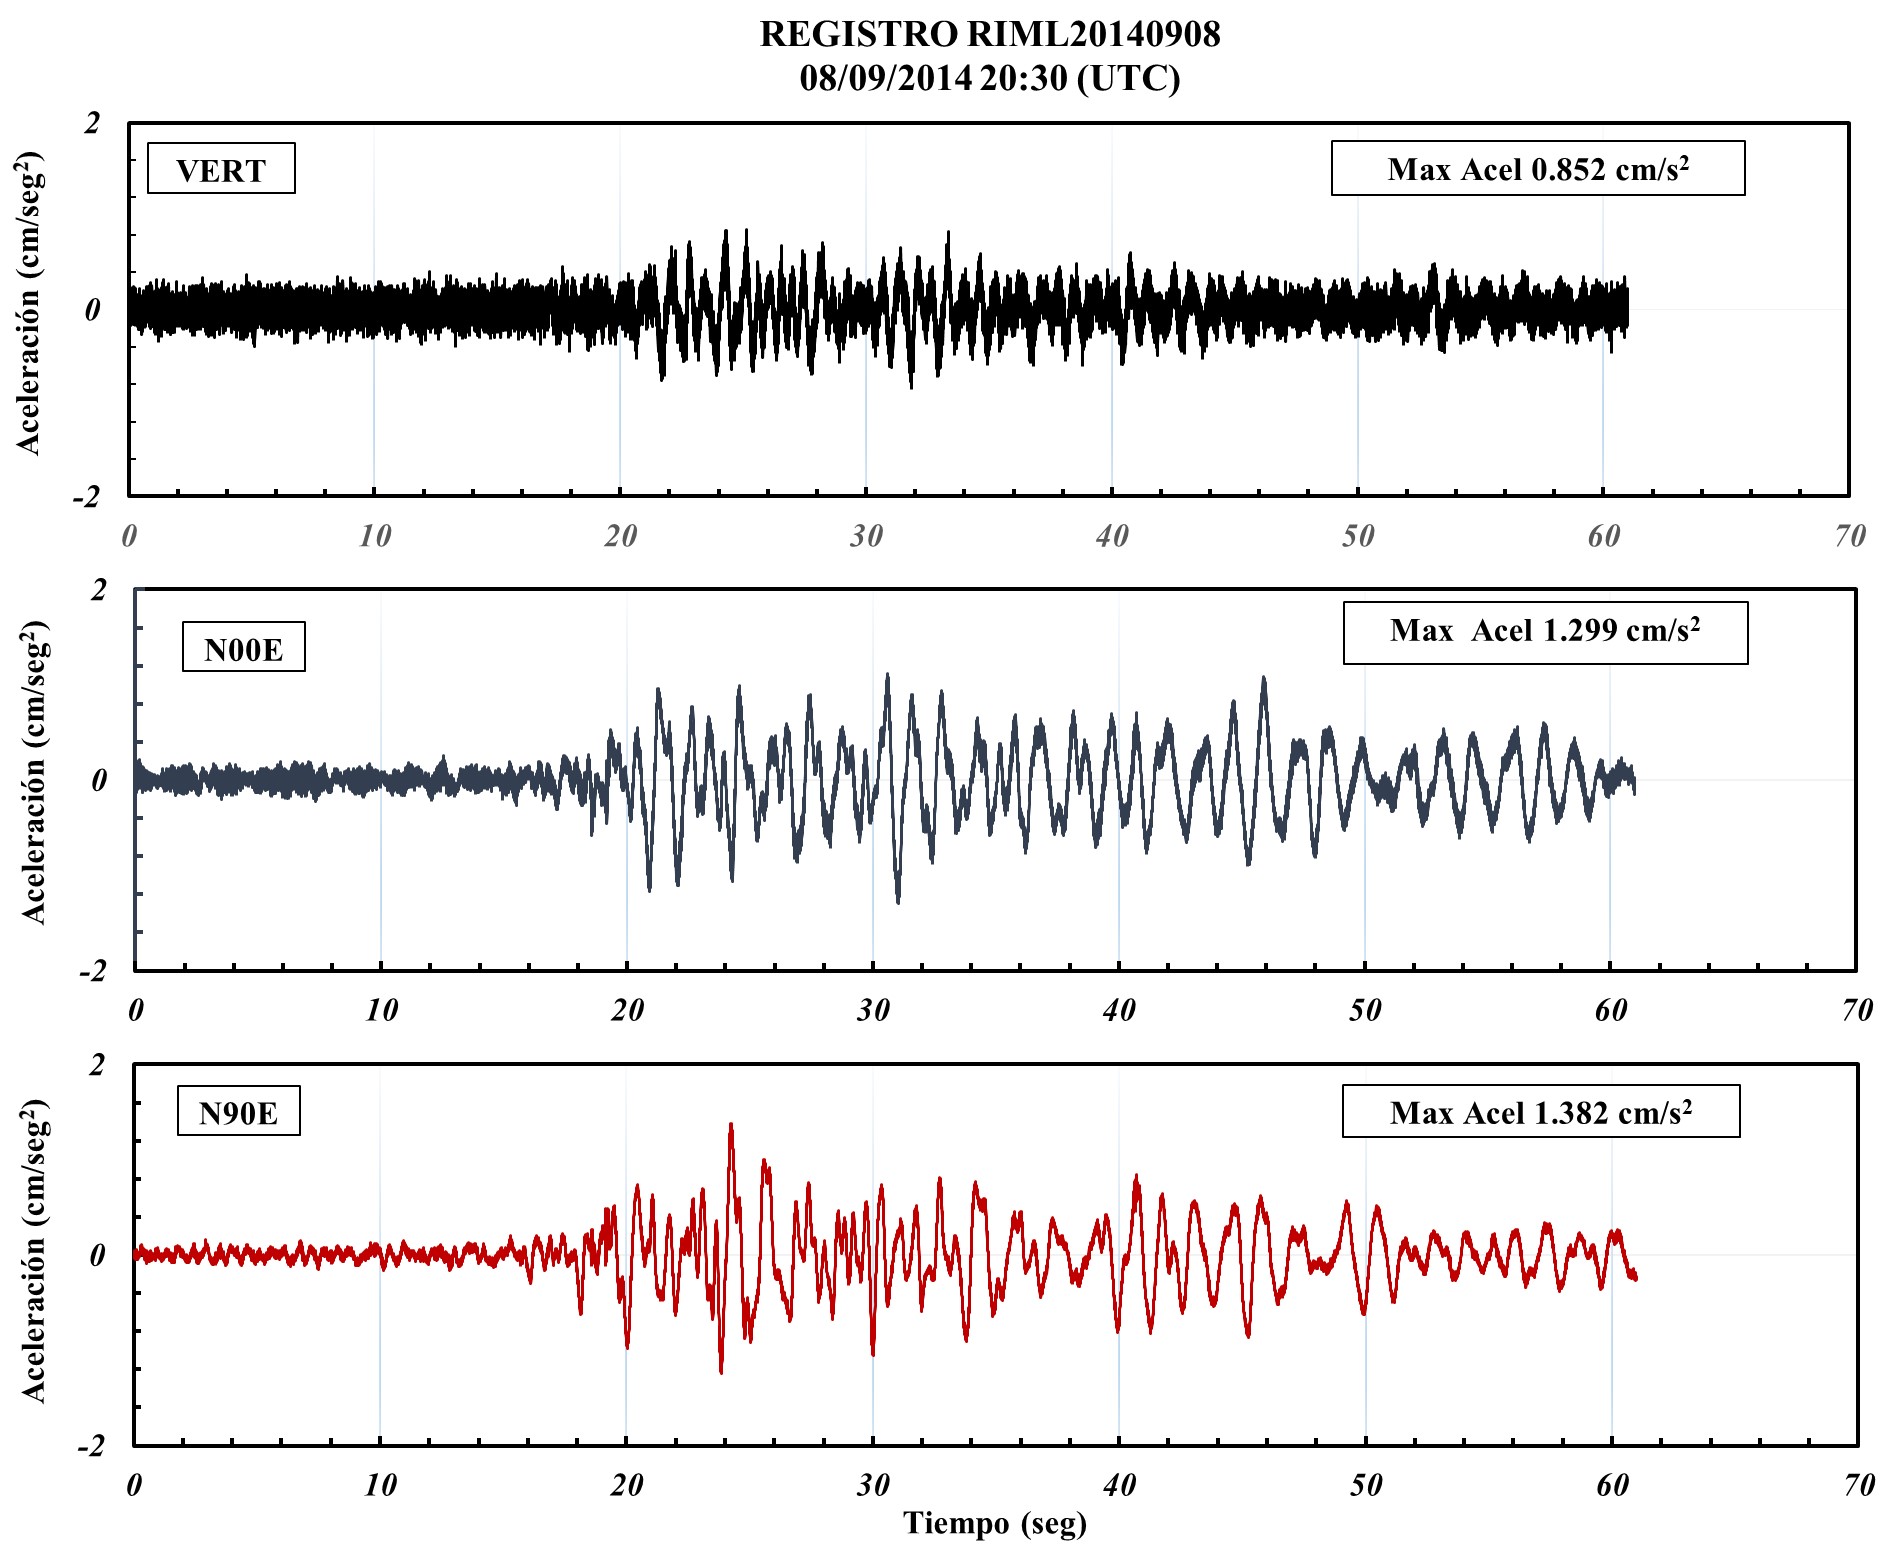 REGISTRO RIML20140908
08/09/2014 20:30 (UTC)
Aceleración (cm/seg²)
2
0
-2
VERT
Max Acel 0.852 cm/s²
0 10 20 30 40 50 60 70
Aceleración (cm/seg²)
2
0
-2
N00E
Max Acel 1.299 cm/s²
0 10 20 30 40 50 60 70
Aceleración (cm/seg²)
2
0
-2
N90E
Max Acel 1.382 cm/s²
0 10 20 30 40 50 60 70
Tiempo (seg)